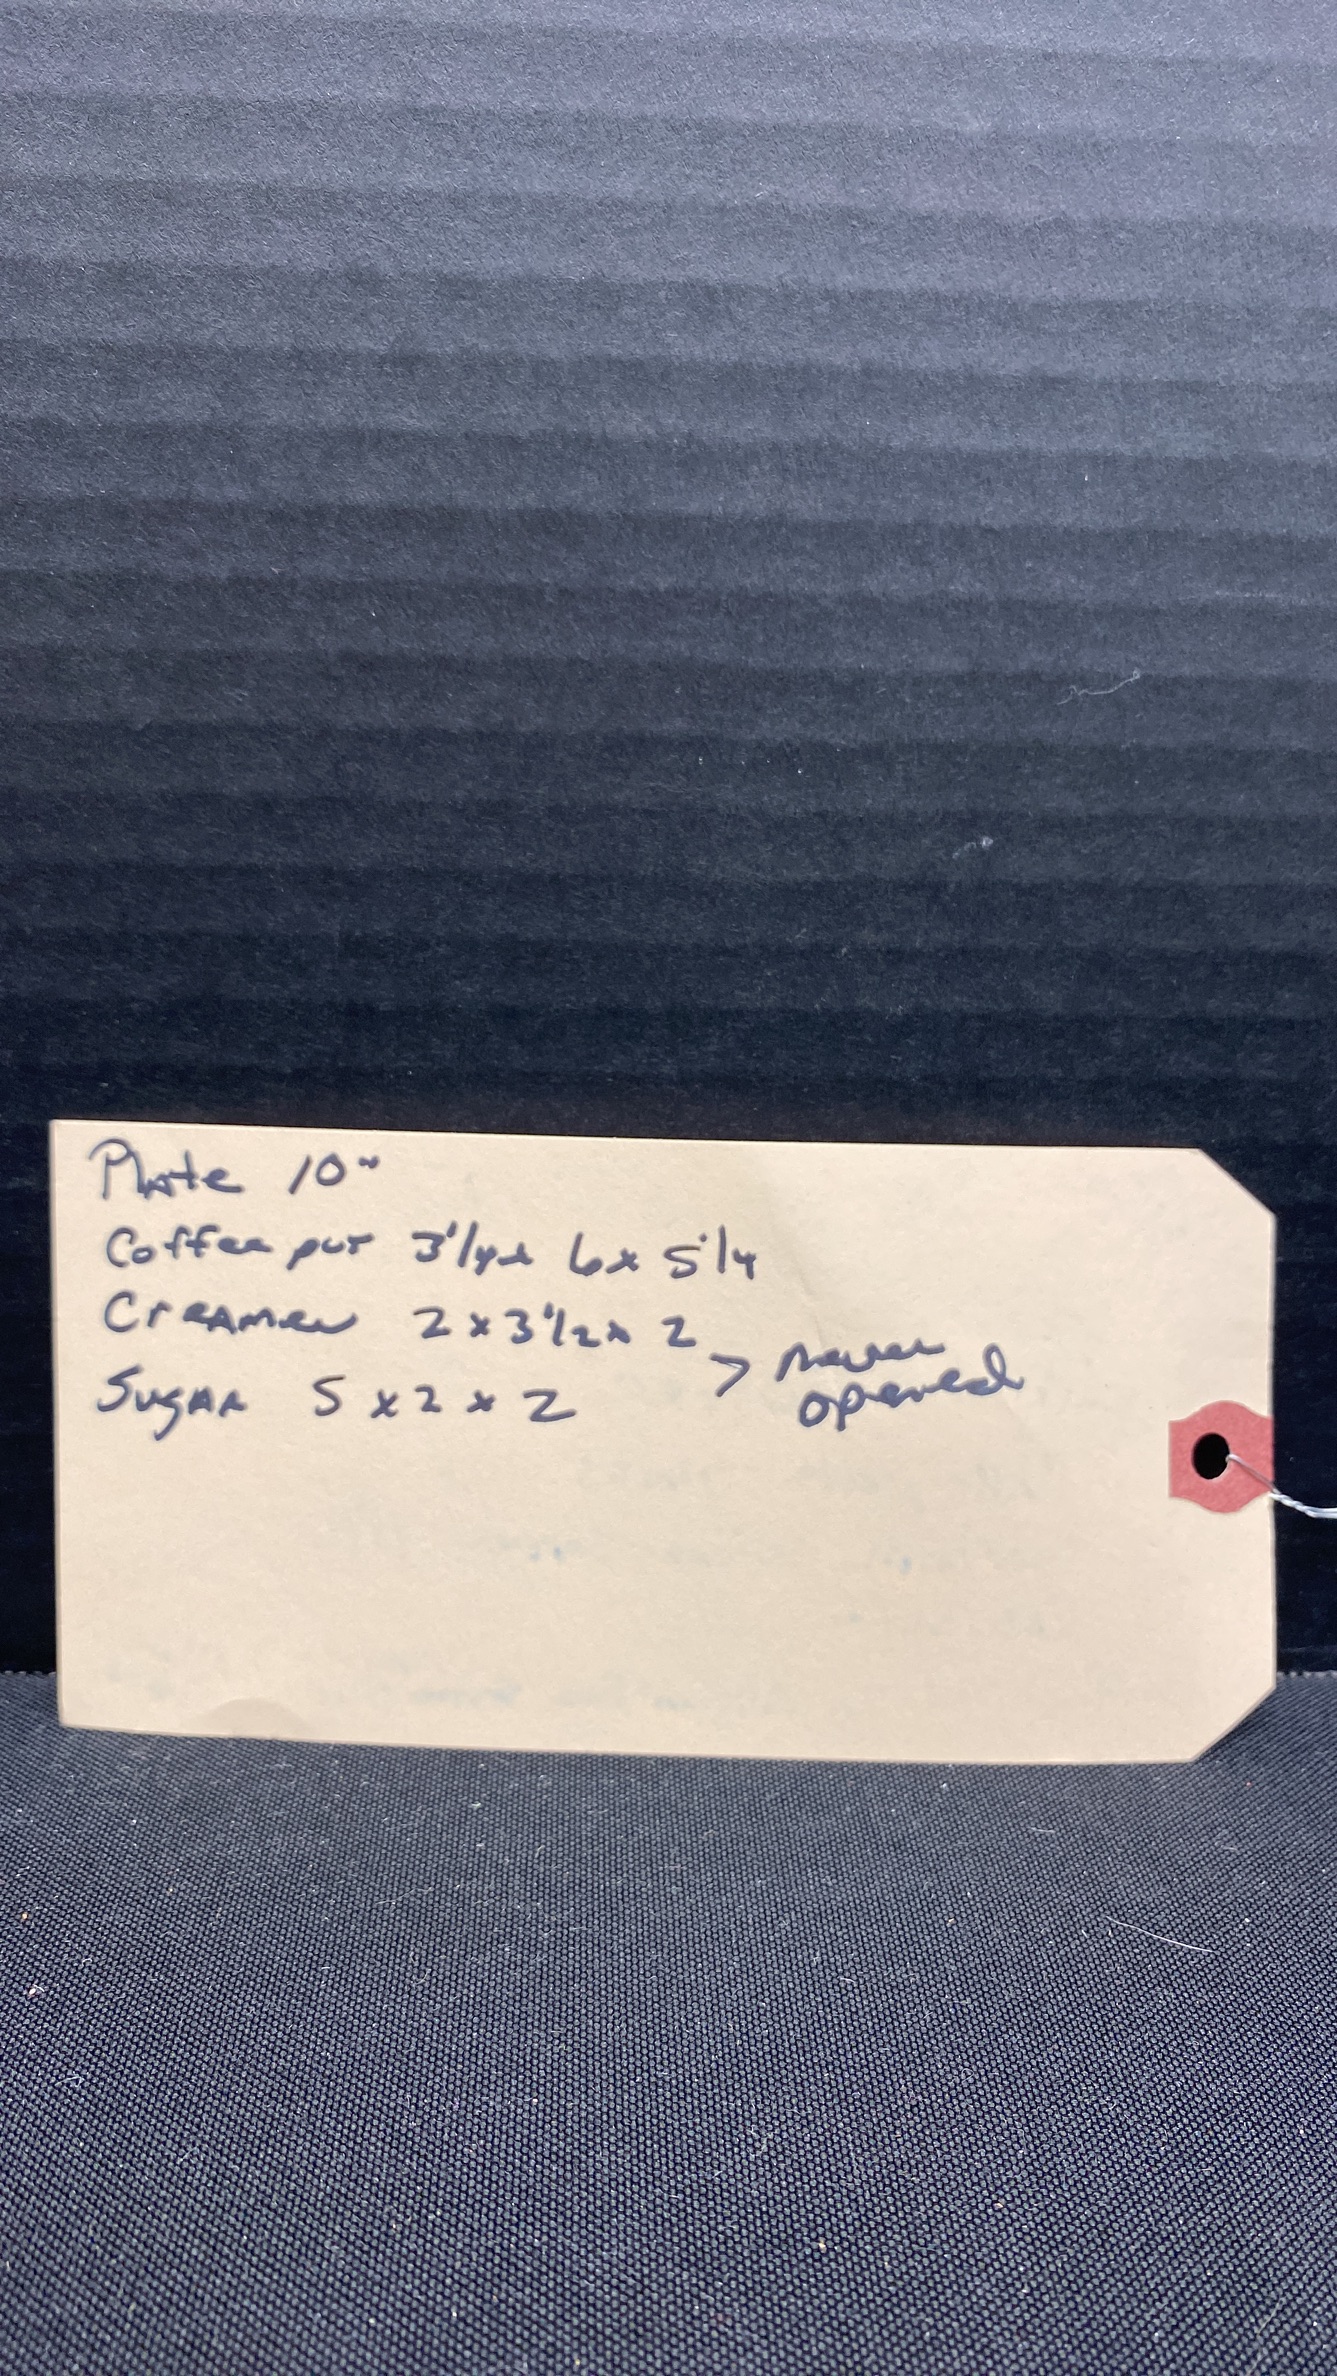 Plate 10"
Coffee pot 3 1/4 x 6 x 5 1/4
Creamer 2 x 3 1/2 x 2
Sugar 5 x 2 x 2 > never
opened